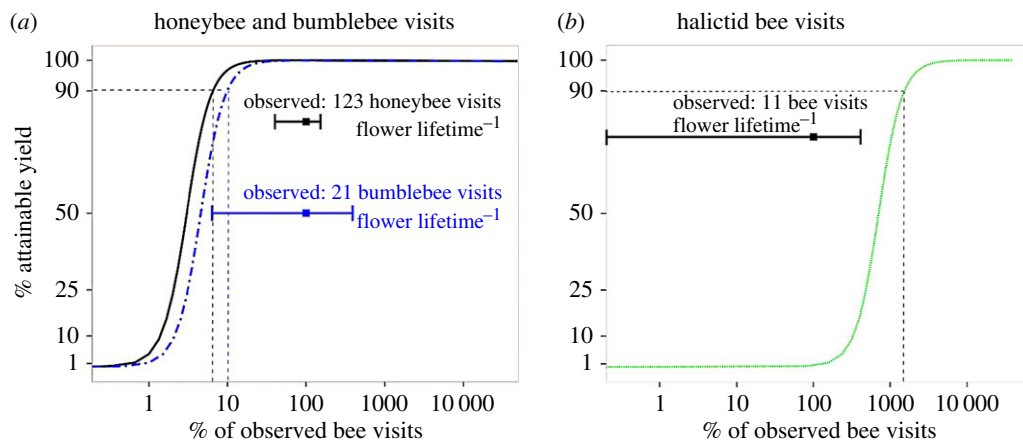 (a) honeybee and bumblebee visits
% attainable yield
100
90
50
25
10
1
observed: 123 honeybee visits
flower lifetime⁻¹
observed: 21 bumblebee visits
flower lifetime⁻¹
1 10 100 1000 10 000
% of observed bee visits
(b) halictid bee visits
100
90
50
25
10
1
observed: 11 bee visits
flower lifetime⁻¹
1 10 100 1000 10 000
% of observed bee visits